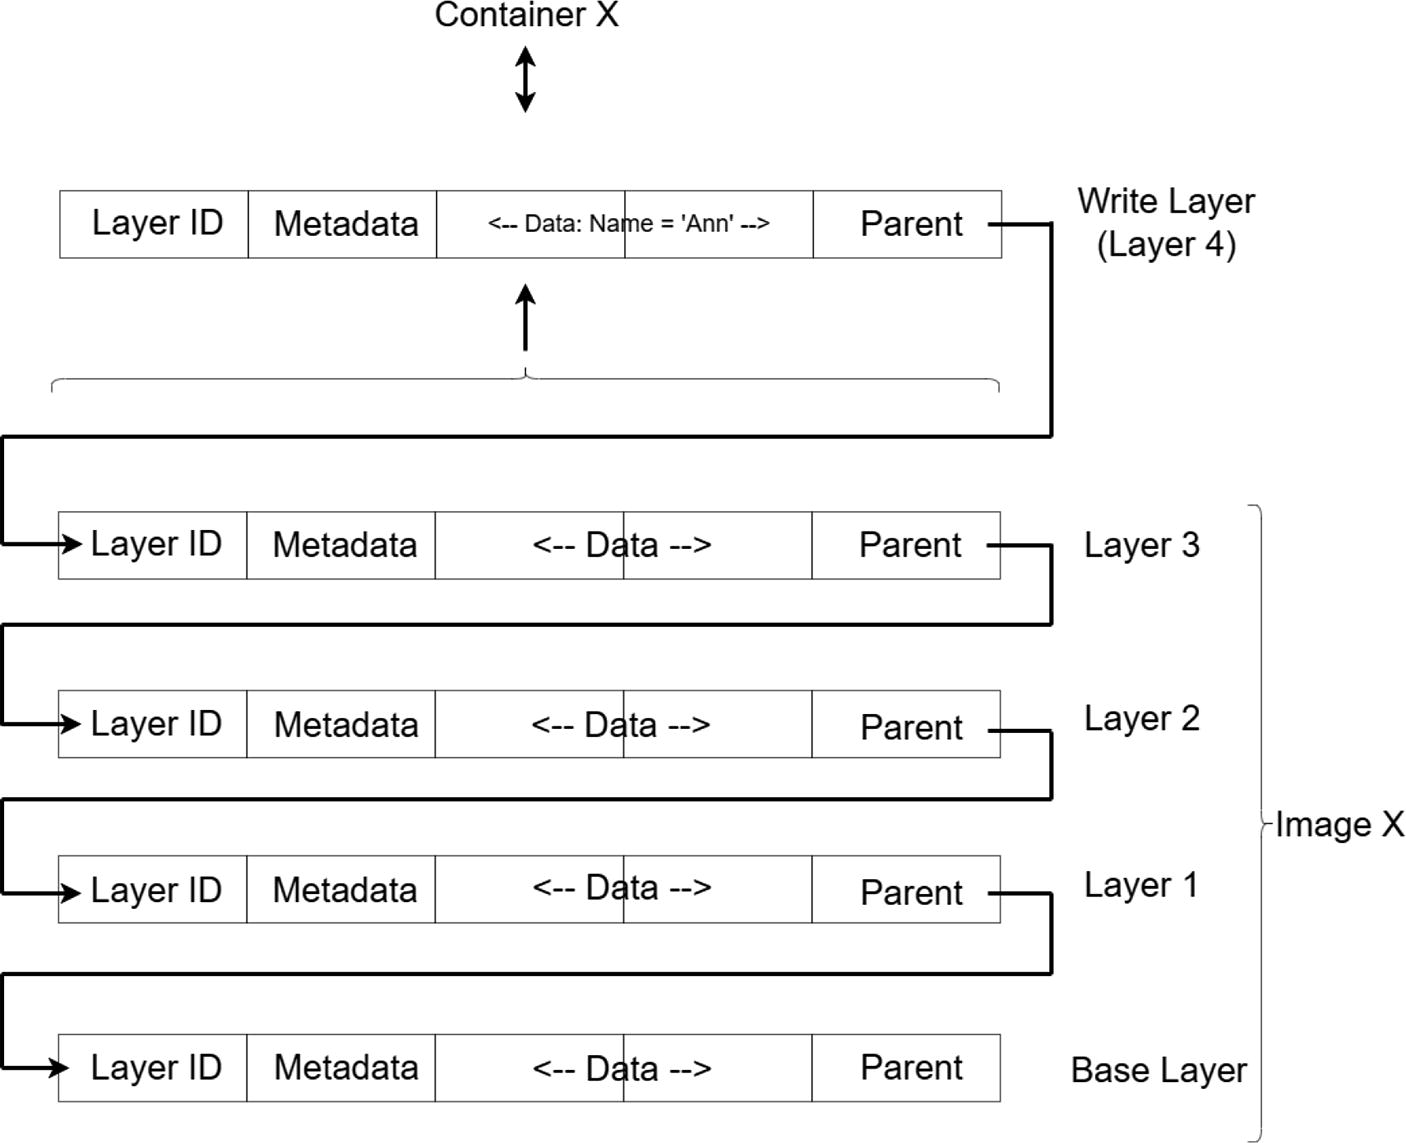 Container X
Layer ID Metadata <-- Data: Name = 'Ann' --> Parent
Write Layer
(Layer 4)
Layer ID Metadata <-- Data --> Parent Layer 3
Layer ID Metadata <-- Data --> Parent Layer 2
Image X
Layer ID Metadata <-- Data --> Parent Layer 1
Layer ID Metadata <-- Data --> Parent Base Layer